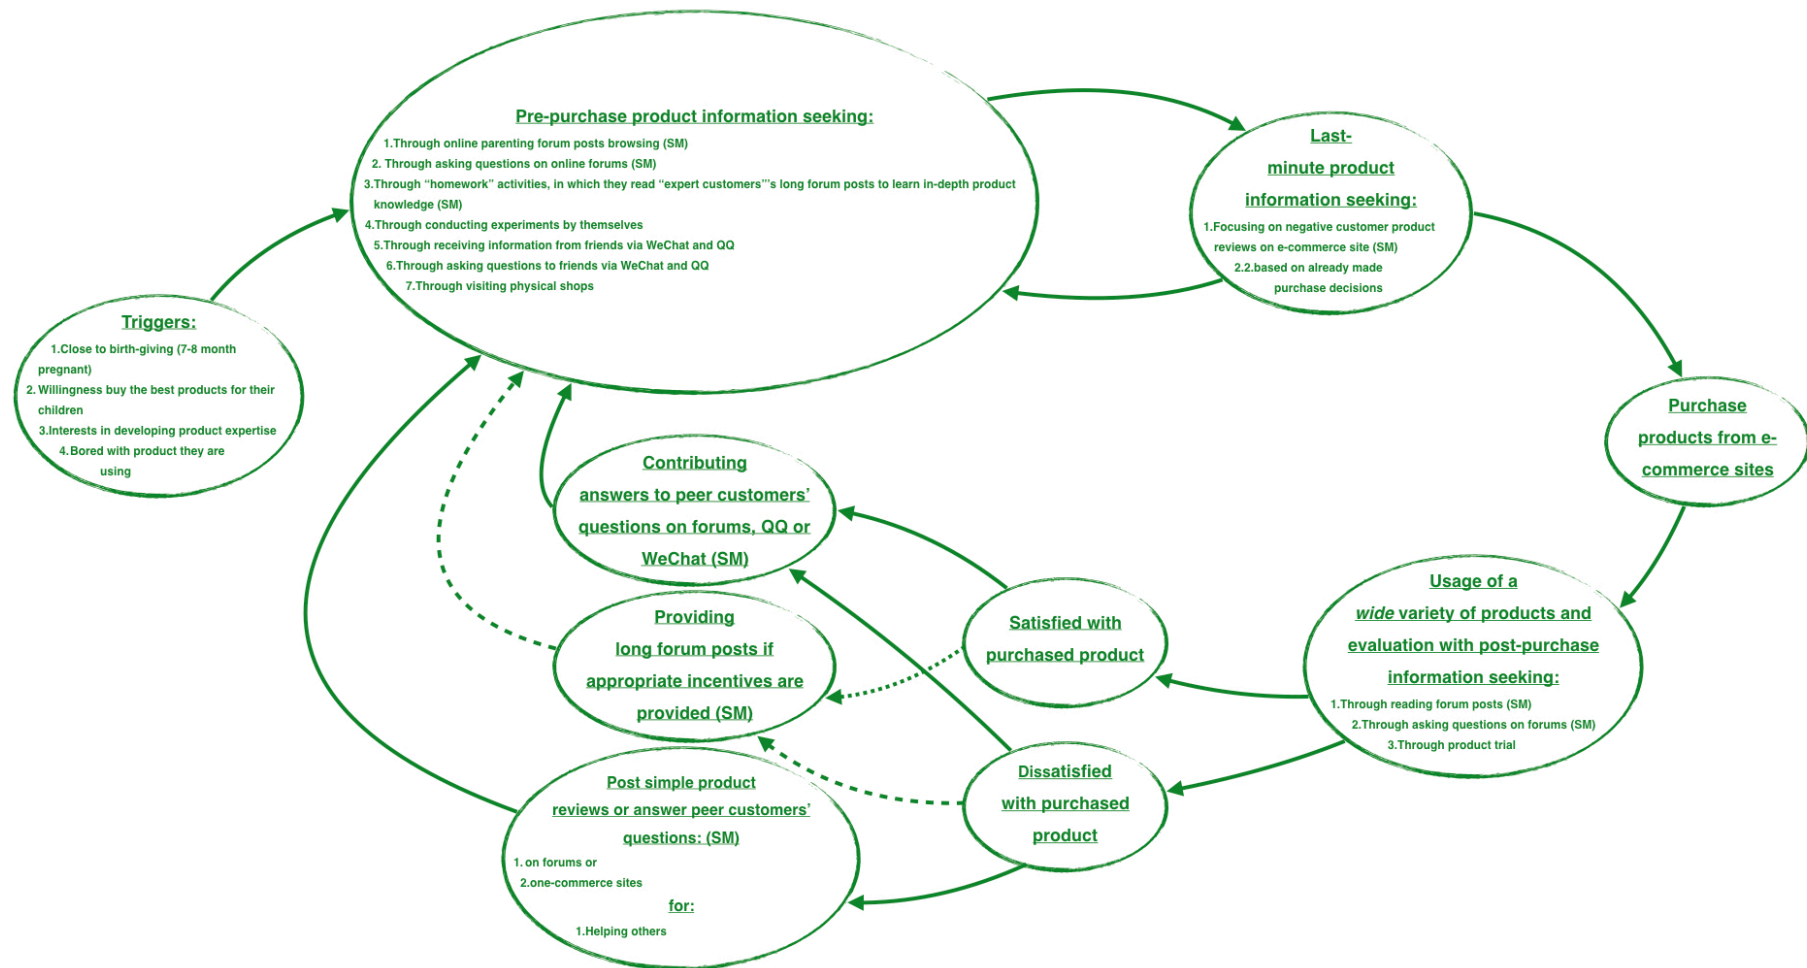 Pre-purchase product information seeking:
1.Through online parenting forum posts browsing (SM)
2. Through asking questions on online forums (SM)
3.Through “homework” activities, in which they read “expert customers”’s long forum posts to learn in-depth product
knowledge (SM)
4.Through conducting experiments by themselves
5.Through receiving information from friends via WeChat and QQ
6.Through asking questions to friends via WeChat and QQ
7.Through visiting physical shops
Last-
minute product
information seeking:
1.Focusing on negative customer product
reviews on e-commerce site (SM)
2.2.based on already made
purchase decisions
Triggers:
1.Close to birth-giving (7-8 month
pregnant)
2. Willingness buy the best products for their
children
3.Interests in developing product expertise
4.Bored with product they are
using
Purchase
products from e-
commerce sites
Contributing
answers to peer customers’
questions on forums, QQ or
WeChat (SM)
Providing
long forum posts if
appropriate incentives are
provided (SM)
Satisfied with
purchased product
Usage of a
wide variety of products and
evaluation with post-purchase
information seeking:
1.Through reading forum posts (SM)
2.Through asking questions on forums (SM)
3.Through product trial
Dissatisfied
with purchased
product
Post simple product
reviews or answer peer customers’
questions: (SM)
1. on forums or
2.one-commerce sites
for:
1.Helping others